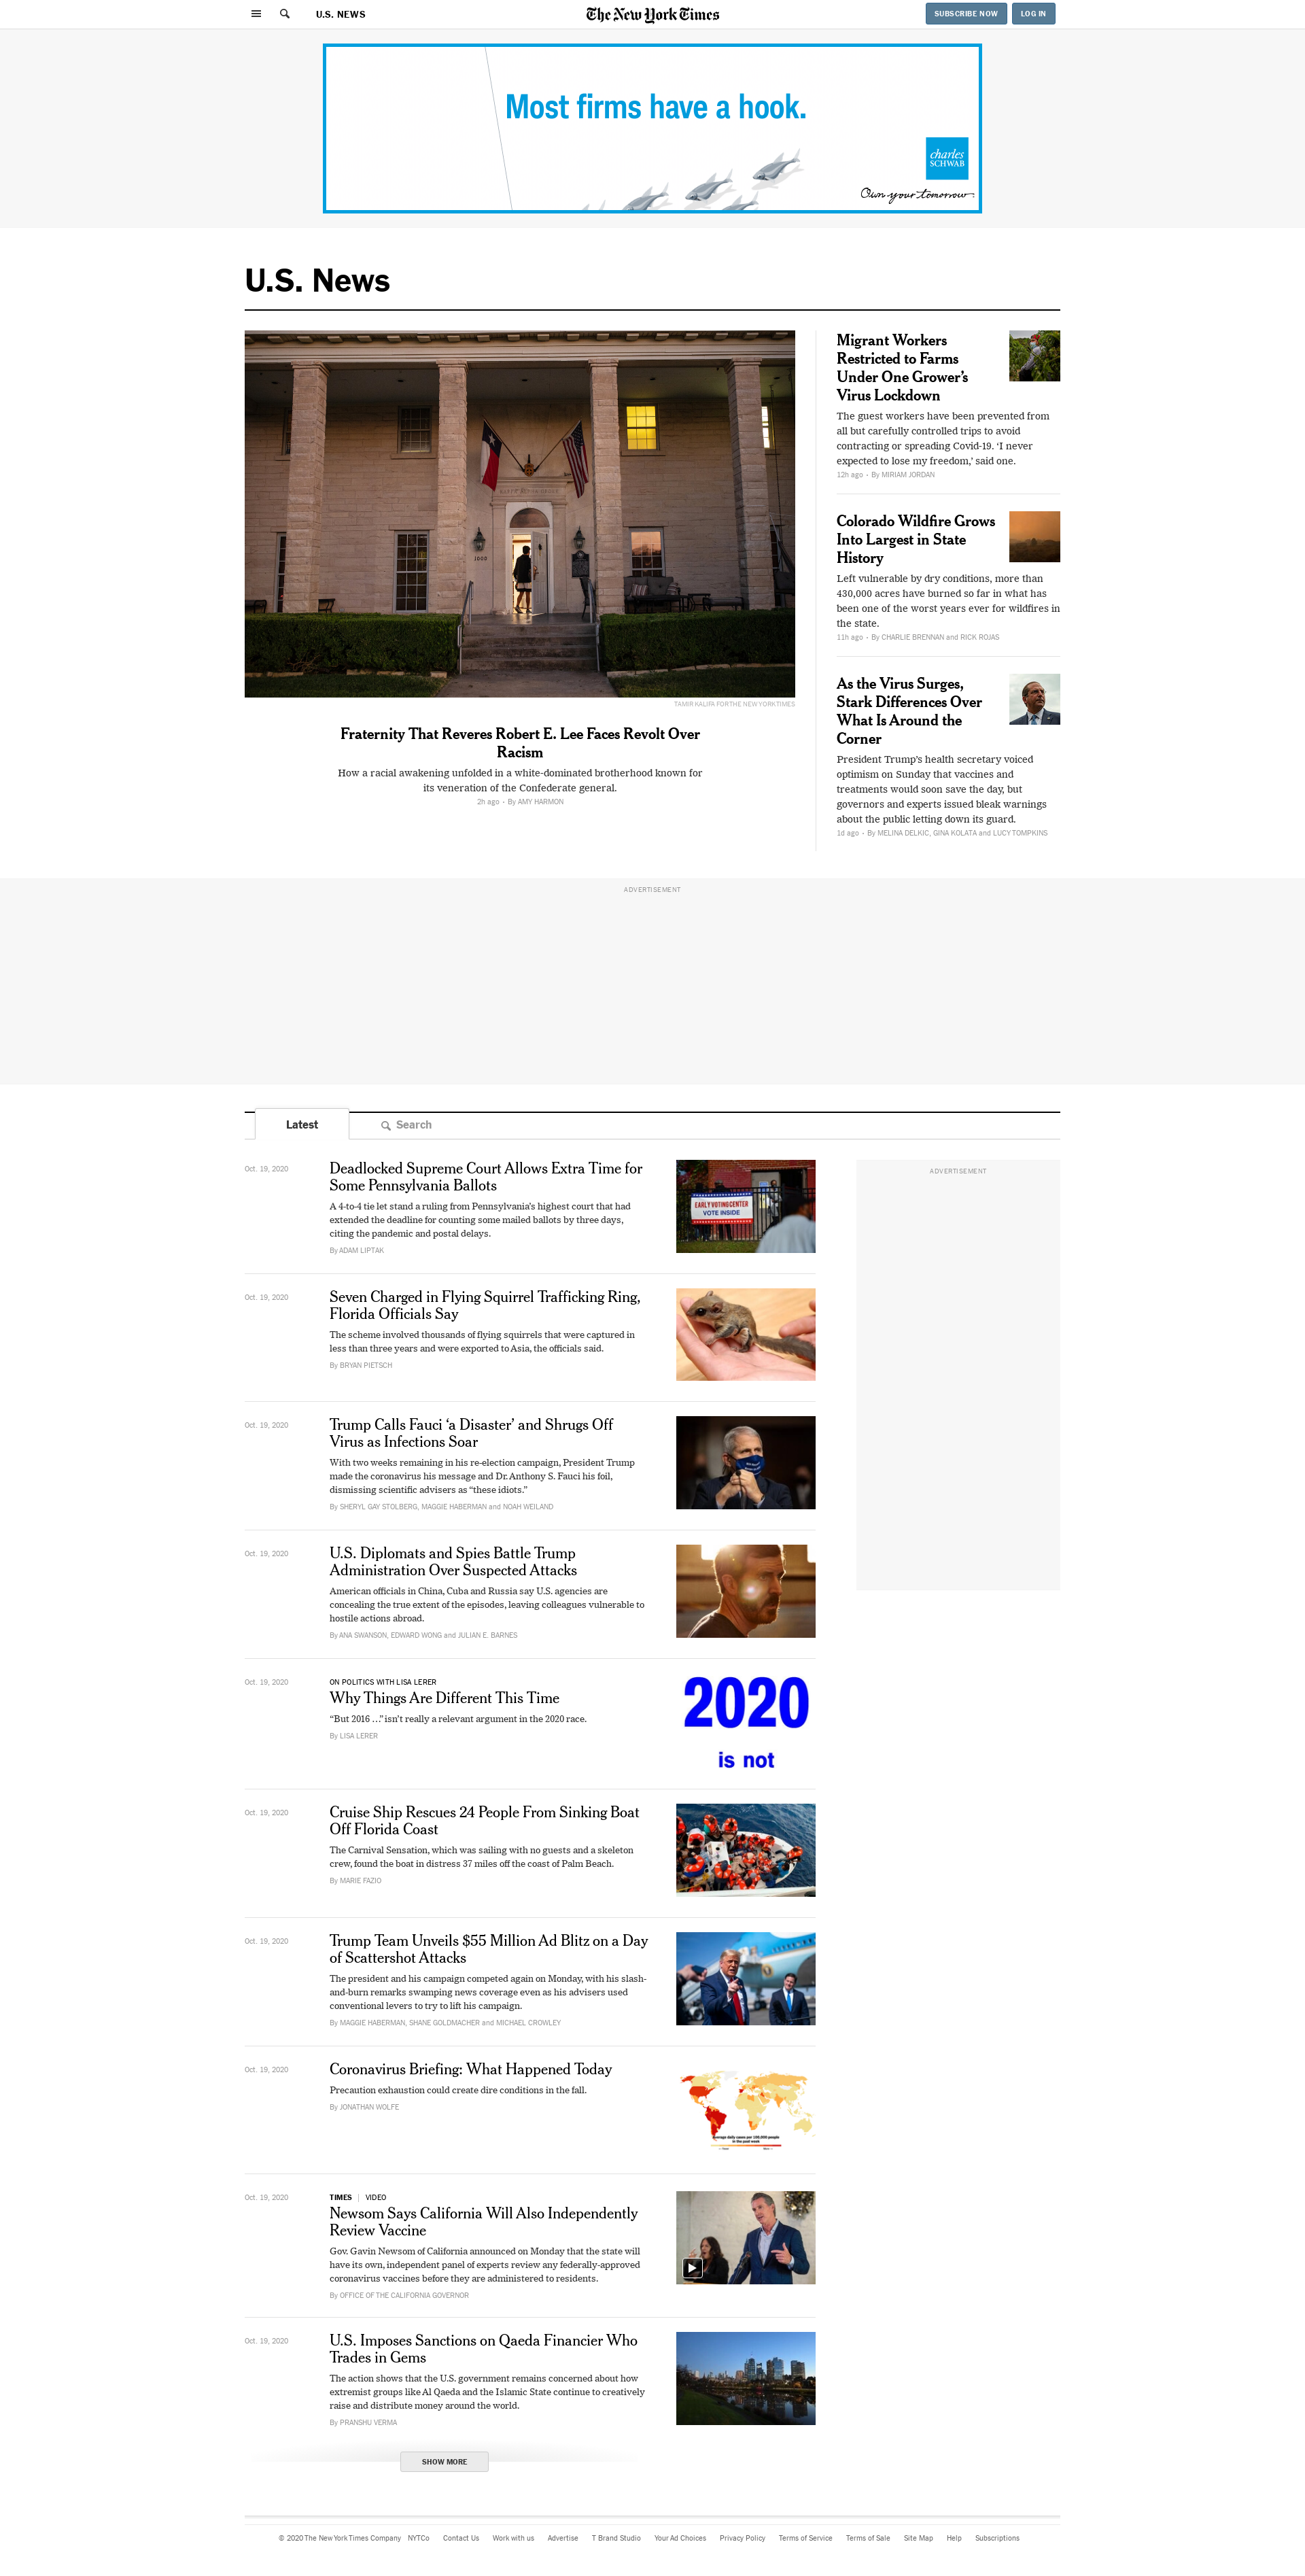 U.S. NEWS
The New York Times
SUBSCRIBE NOW
LOG IN
Most firms have a hook.
charles
SCHWAB
Own your tomorrow.
U.S. News
TAMIR KALIFA FOR THE NEW YORK TIMES
Fraternity That Reveres Robert E. Lee Faces Revolt Over
Racism
How a racial awakening unfolded in a white-dominated brotherhood known for
its veneration of the Confederate general.
2h ago • By AMY HARMON
Migrant Workers
Restricted to Farms
Under One Grower’s
Virus Lockdown
The guest workers have been prevented from
all but carefully controlled trips to avoid
contracting or spreading Covid-19. ‘I never
expected to lose my freedom,’ said one.
12h ago • By MIRIAM JORDAN
Colorado Wildfire Grows
Into Largest in State
History
Left vulnerable by dry conditions, more than
430,000 acres have burned so far in what has
been one of the worst years ever for wildfires in
the state.
11h ago • By CHARLIE BRENNAN and RICK ROJAS
As the Virus Surges,
Stark Differences Over
What Is Around the
Corner
President Trump’s health secretary voiced
optimism on Sunday that vaccines and
treatments would soon save the day, but
governors and experts issued bleak warnings
about the public letting down its guard.
1d ago • By MELINA DELKIC, GINA KOLATA and LUCY TOMPKINS
ADVERTISEMENT
Latest
Search
ADVERTISEMENT
Oct. 19, 2020
Deadlocked Supreme Court Allows Extra Time for
Some Pennsylvania Ballots
A 4-to-4 tie let stand a ruling from Pennsylvania’s highest court that had
extended the deadline for counting some mailed ballots by three days,
citing the pandemic and postal delays.
By ADAM LIPTAK
EARLY VOTING CENTER
VOTE INSIDE
Oct. 19, 2020
Seven Charged in Flying Squirrel Trafficking Ring,
Florida Officials Say
The scheme involved thousands of flying squirrels that were captured in
less than three years and were exported to Asia, the officials said.
By BRYAN PIETSCH
Oct. 19, 2020
Trump Calls Fauci ‘a Disaster’ and Shrugs Off
Virus as Infections Soar
With two weeks remaining in his re-election campaign, President Trump
made the coronavirus his message and Dr. Anthony S. Fauci his foil,
dismissing scientific advisers as “these idiots.”
By SHERYL GAY STOLBERG, MAGGIE HABERMAN and NOAH WEILAND
Oct. 19, 2020
U.S. Diplomats and Spies Battle Trump
Administration Over Suspected Attacks
American officials in China, Cuba and Russia say U.S. agencies are
concealing the true extent of the episodes, leaving colleagues vulnerable to
hostile actions abroad.
By ANA SWANSON, EDWARD WONG and JULIAN E. BARNES
Oct. 19, 2020
ON POLITICS WITH LISA LERER
Why Things Are Different This Time
“But 2016 …” isn’t really a relevant argument in the 2020 race.
By LISA LERER
2020
is not
Oct. 19, 2020
Cruise Ship Rescues 24 People From Sinking Boat
Off Florida Coast
The Carnival Sensation, which was sailing with no guests and a skeleton
crew, found the boat in distress 37 miles off the coast of Palm Beach.
By MARIE FAZIO
Oct. 19, 2020
Trump Team Unveils $55 Million Ad Blitz on a Day
of Scattershot Attacks
The president and his campaign competed again on Monday, with his slash-
and-burn remarks swamping news coverage even as his advisers used
conventional levers to try to lift his campaign.
By MAGGIE HABERMAN, SHANE GOLDMACHER and MICHAEL CROWLEY
Oct. 19, 2020
Coronavirus Briefing: What Happened Today
Precaution exhaustion could create dire conditions in the fall.
By JONATHAN WOLFE
Average daily cases per 100,000 people
in the past week
Oct. 19, 2020
TIMES | VIDEO
Newsom Says California Will Also Independently
Review Vaccine
Gov. Gavin Newsom of California announced on Monday that the state will
have its own, independent panel of experts review any federally-approved
coronavirus vaccines before they are administered to residents.
By OFFICE OF THE CALIFORNIA GOVERNOR
Oct. 19, 2020
U.S. Imposes Sanctions on Qaeda Financier Who
Trades in Gems
The action shows that the U.S. government remains concerned about how
extremist groups like Al Qaeda and the Islamic State continue to creatively
raise and distribute money around the world.
By PRANSHU VERMA
SHOW MORE
© 2020 The New York Times Company NYTCo Contact Us Work with us Advertise T Brand Studio Your Ad Choices Privacy Policy Terms of Service Terms of Sale Site Map Help Subscriptions